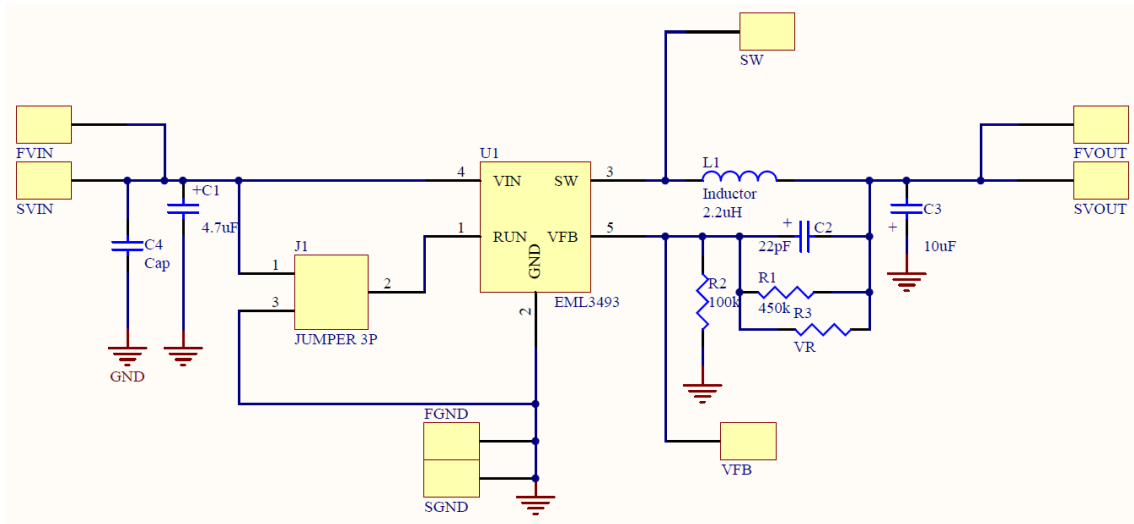 SW
FVIN
SVIN
FVOUT
SVOUT
U1
4
VIN
SW
3
1
RUN
VFB
5
GND
2
EML3493
L1
Inductor
2.2uH
+C1
4.7uF
C4
Cap
GND
J1
1
2
3
JUMPER 3P
+
C2
22pF
C3
+
10uF
R2
100k
R1
450k
R3
VR
FGND
SGND
VFB